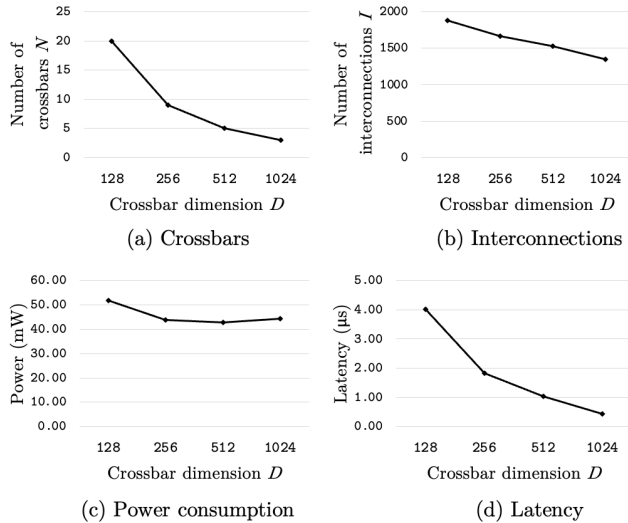 Number of
crossbars N
25
20
15
10
5
0
128 256 512 1024
Crossbar dimension D
(a) Crossbars
Number of
interconnections I
2000
1500
1000
500
0
128 256 512 1024
Crossbar dimension D
(b) Interconnections
Power (mW)
60.00
50.00
40.00
30.00
20.00
10.00
0.00
128 256 512 1024
Crossbar dimension D
(c) Power consumption
Latency (μs)
5.00
4.00
3.00
2.00
1.00
0.00
128 256 512 1024
Crossbar dimension D
(d) Latency